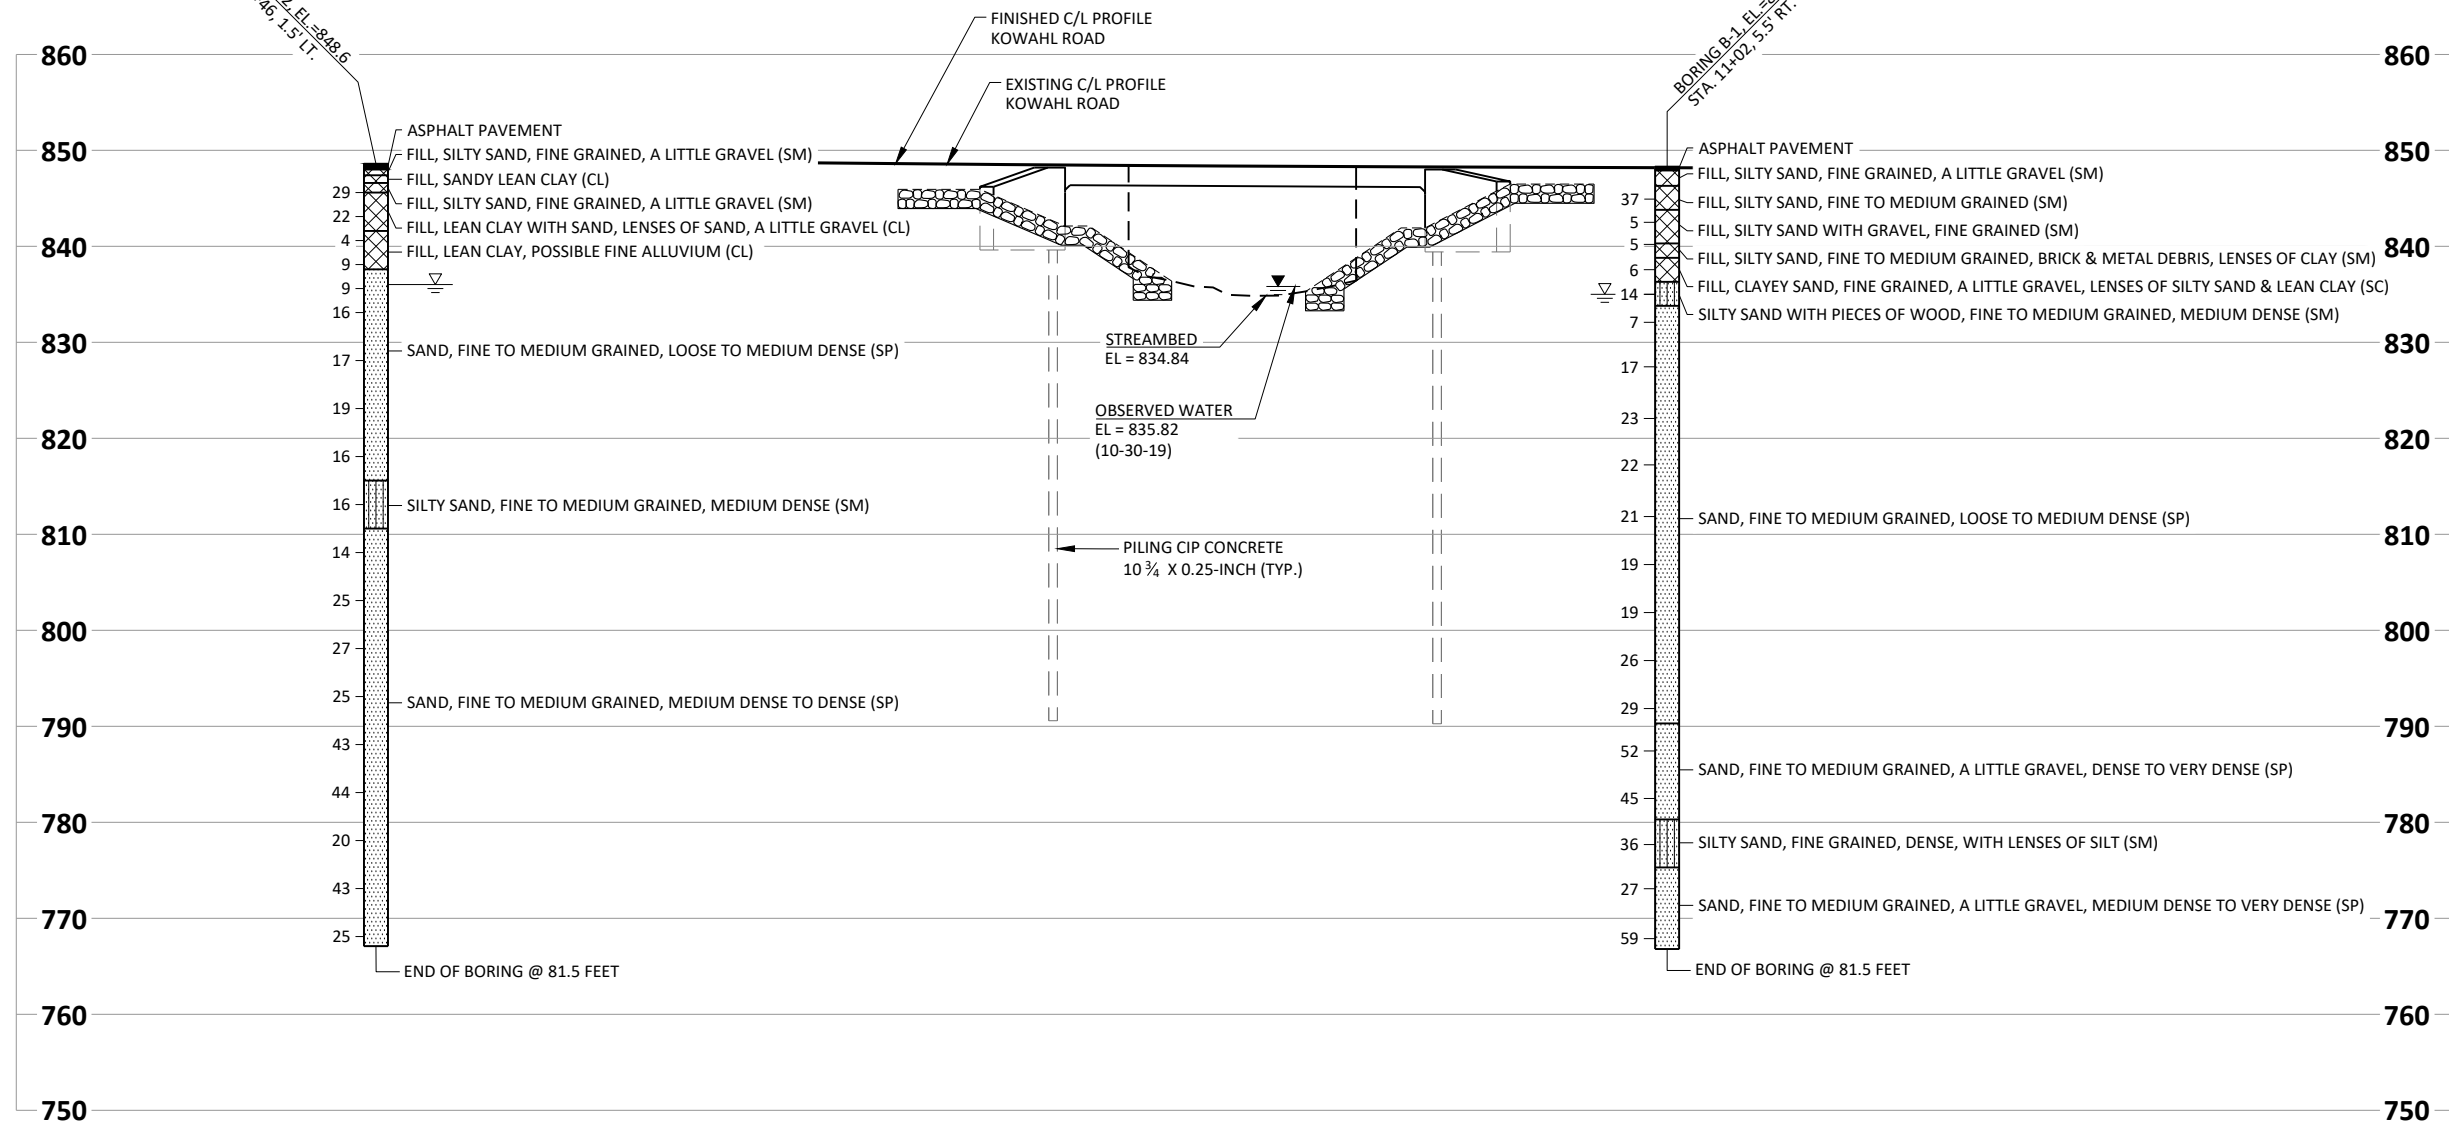 2, EL.=848.6
46, 1.5' LT.
FINISHED C/L PROFILE
KOWAHL ROAD
EXISTING C/L PROFILE
KOWAHL ROAD
BORING B-1, EL.=8
STA. 11+02, 5.5' RT.
860
850
840
830
820
810
800
790
780
770
760
750
29
22
4
9
9
16
17
19
16
16
14
25
27
25
43
44
20
43
25
ASPHALT PAVEMENT
FILL, SILTY SAND, FINE GRAINED, A LITTLE GRAVEL (SM)
FILL, SANDY LEAN CLAY (CL)
FILL, SILTY SAND, FINE GRAINED, A LITTLE GRAVEL (SM)
FILL, LEAN CLAY WITH SAND, LENSES OF SAND, A LITTLE GRAVEL (CL)
FILL, LEAN CLAY, POSSIBLE FINE ALLUVIUM (CL)
SAND, FINE TO MEDIUM GRAINED, LOOSE TO MEDIUM DENSE (SP)
SILTY SAND, FINE TO MEDIUM GRAINED, MEDIUM DENSE (SM)
SAND, FINE TO MEDIUM GRAINED, MEDIUM DENSE TO DENSE (SP)
END OF BORING @ 81.5 FEET
STREAMBED
EL = 834.84
OBSERVED WATER
EL = 835.82
(10-30-19)
PILING CIP CONCRETE
10 ¾ X 0.25-INCH (TYP.)
37
5
5
6
14
7
17
23
22
21
19
19
26
29
52
45
36
27
59
ASPHALT PAVEMENT
FILL, SILTY SAND, FINE GRAINED, A LITTLE GRAVEL (SM)
FILL, SILTY SAND, FINE TO MEDIUM GRAINED (SM)
FILL, SILTY SAND WITH GRAVEL, FINE GRAINED (SM)
FILL, SILTY SAND, FINE TO MEDIUM GRAINED, BRICK & METAL DEBRIS, LENSES OF CLAY (SM)
FILL, CLAYEY SAND, FINE GRAINED, A LITTLE GRAVEL, LENSES OF SILTY SAND & LEAN CLAY (SC)
SILTY SAND WITH PIECES OF WOOD, FINE TO MEDIUM GRAINED, MEDIUM DENSE (SM)
SAND, FINE TO MEDIUM GRAINED, LOOSE TO MEDIUM DENSE (SP)
SAND, FINE TO MEDIUM GRAINED, A LITTLE GRAVEL, DENSE TO VERY DENSE (SP)
SILTY SAND, FINE GRAINED, DENSE, WITH LENSES OF SILT (SM)
SAND, FINE TO MEDIUM GRAINED, A LITTLE GRAVEL, MEDIUM DENSE TO VERY DENSE (SP)
END OF BORING @ 81.5 FEET
860
850
840
830
820
810
800
790
780
770
760
750